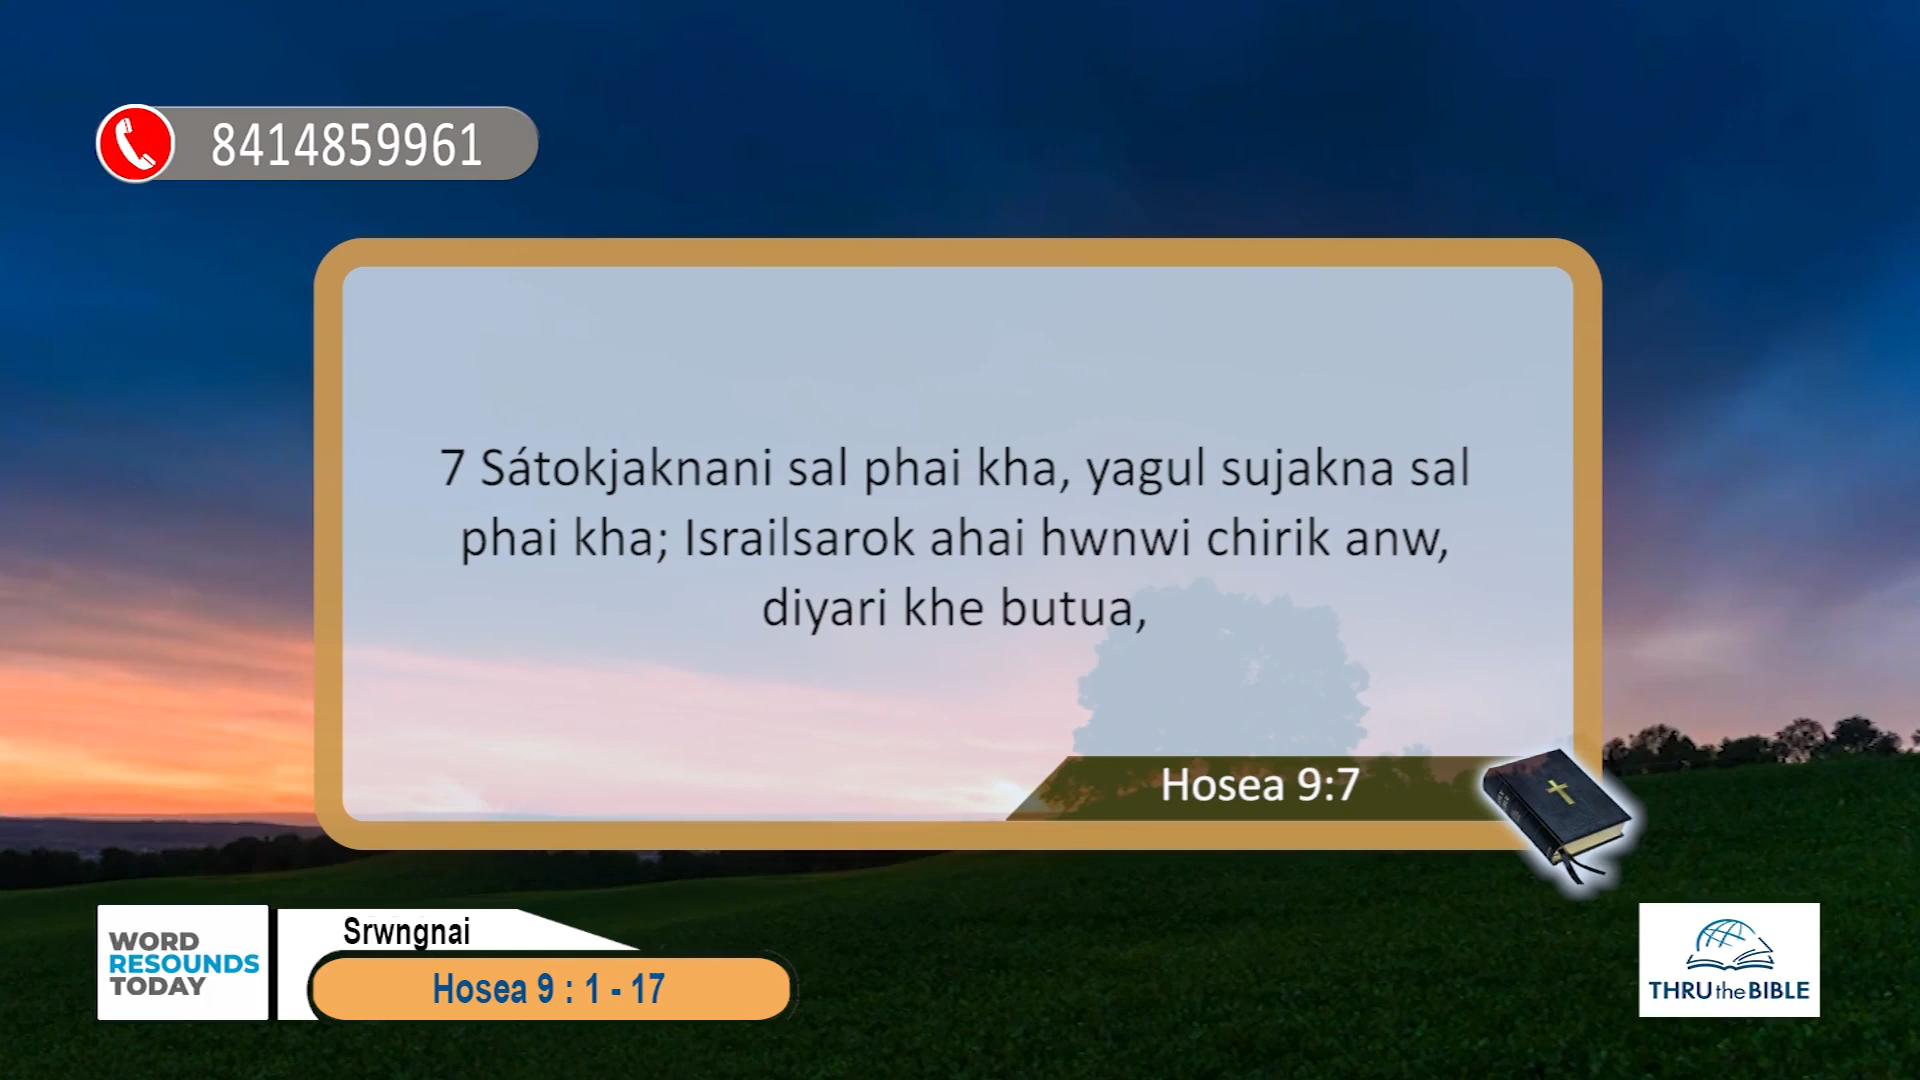 8414859961
7 Sátokjaknani sal phai kha, yagul sujakna sal
phai kha; Israilsarok ahai hwnwi chirik anw,
diyari khe butua,
Hosea 9:7
Srwngnai
Hosea 9 : 1 - 17
WORD
RESOUNDS
TODAY
THRU the BIBLE